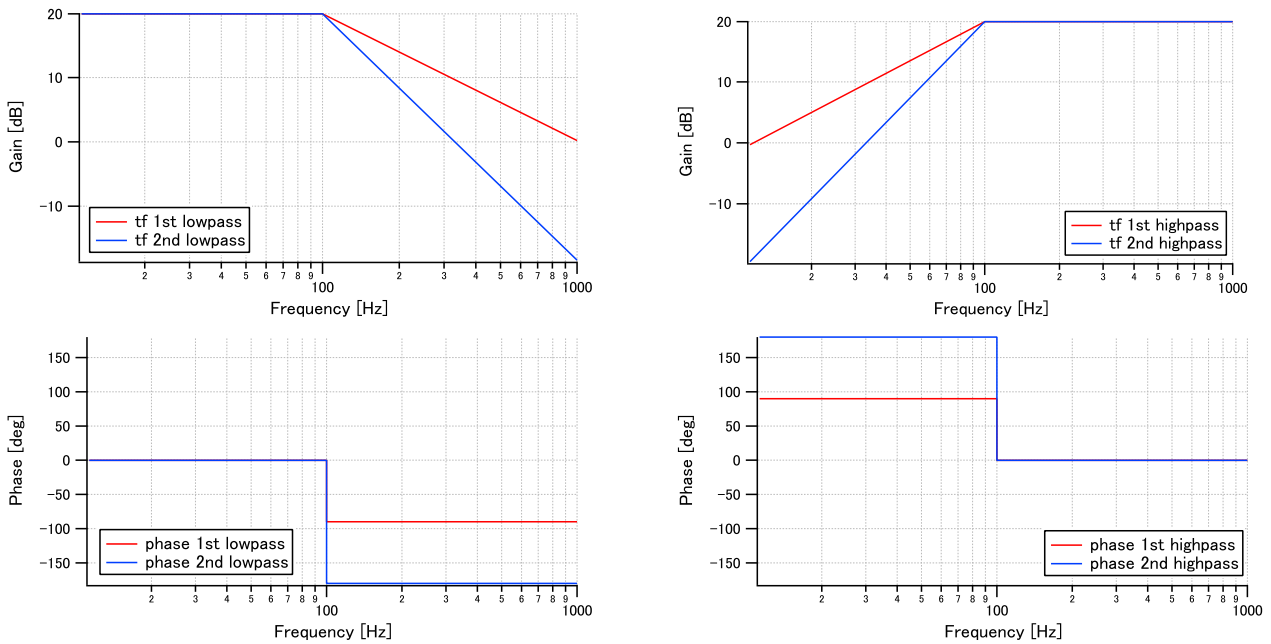 20
10
0
-10
Gain [dB]
tf 1st lowpass
tf 2nd lowpass
2 3 4 5 6 7 8 9 2 3 4 5 6 7 8 9
100 1000
Frequency [Hz]
20
10
0
-10
Gain [dB]
tf 1st highpass
tf 2nd highpass
2 3 4 5 6 7 8 9 2 3 4 5 6 7 8 9
100 1000
Frequency [Hz]
150
100
50
0
-50
-100
-150
Phase [deg]
phase 1st lowpass
phase 2nd lowpass
2 3 4 5 6 7 8 9 2 3 4 5 6 7 8 9
100 1000
Frequency [Hz]
150
100
50
0
-50
-100
-150
Phase [deg]
phase 1st highpass
phase 2nd highpass
2 3 4 5 6 7 8 9 2 3 4 5 6 7 8 9
100 1000
Frequency [Hz]